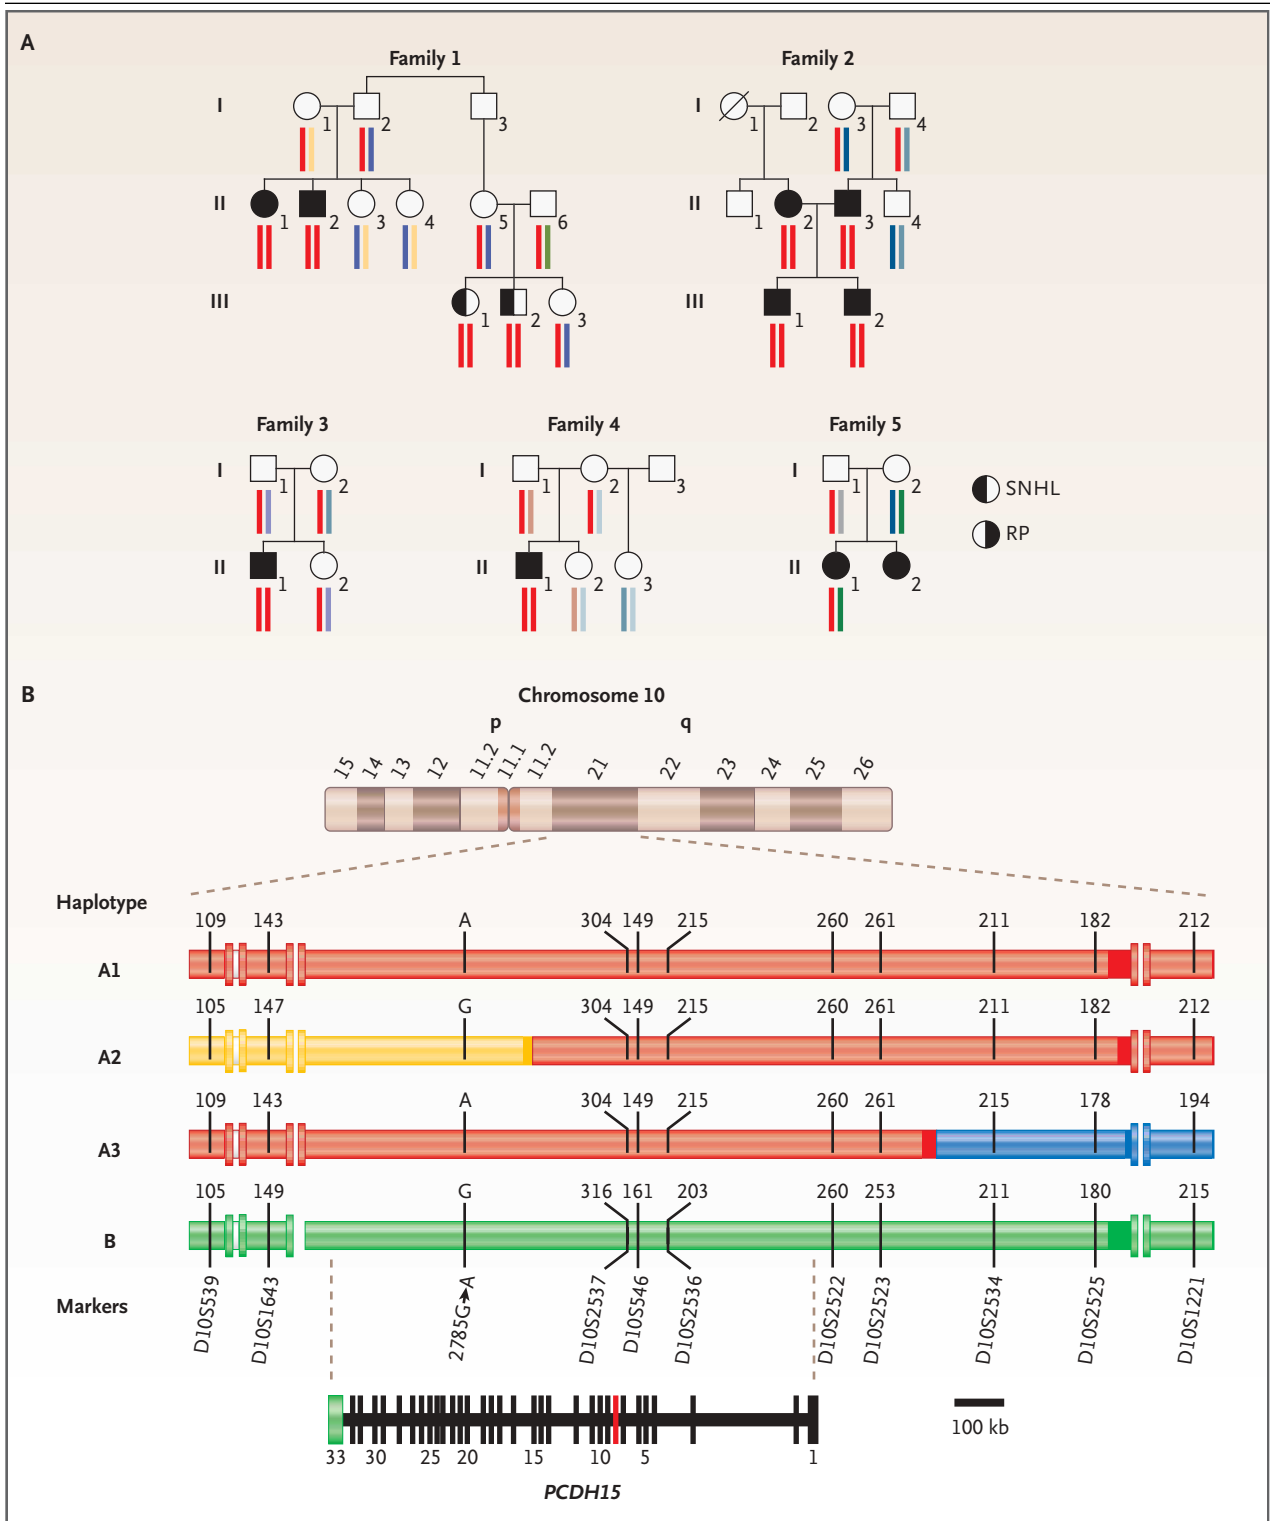 A
Family 1
Family 2
I
1
2
3
I
1
2
3
4
II
1
2
3
4
5
6
II
1
2
3
4
III
1
2
3
III
1
2
Family 3
Family 4
Family 5
I
1
2
I
1
2
3
I
1
2
SNHL
RP
II
1
2
II
1
2
3
II
1
2
B
Chromosome 10
p
q
15 14 13 12 11.2 11.1 11.2 21 22 23 24 25 26
Haplotype
109 143 A 304 149 215 260 261 211 182 212
A1
105 147 G 304 149 215 260 261 211 182 212
A2
109 143 A 304 149 215 260 261 215 178 194
A3
105 149 G 316 161 203 260 253 211 180 215
B
Markers
D10S539 D10S1643 2785G→A D10S2537 D10S546 D10S2536 D10S2522 D10S2523 D10S2534 D10S2525 D10S1221
33 30 25 20 15 10 5 1
100 kb
PCDH15